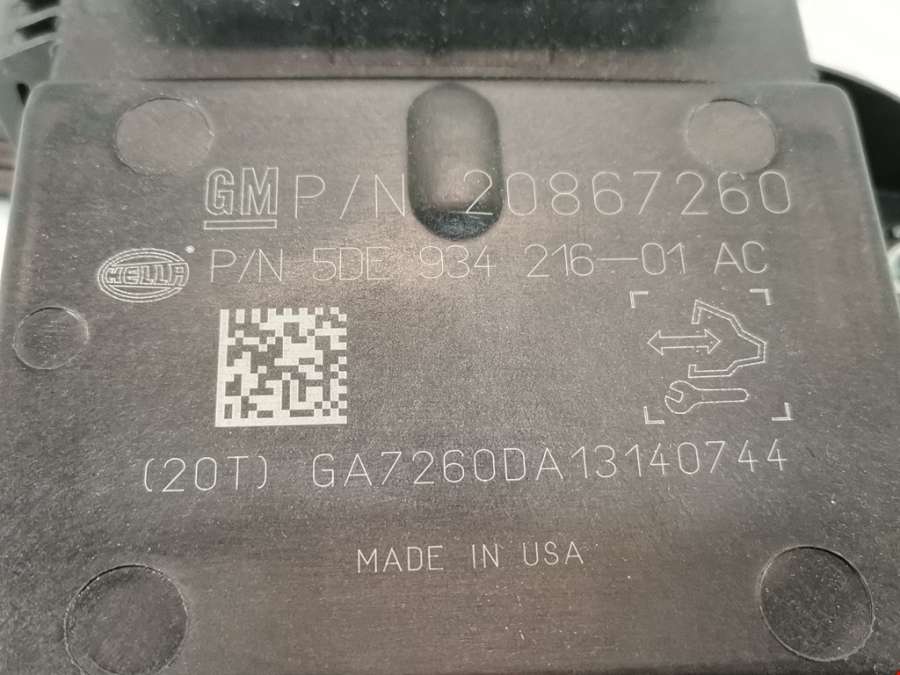 GM P/N 20867260
HELLA P/N 5DE 934 216-01 AC
(20T) GA7260DA13140744
MADE IN USA